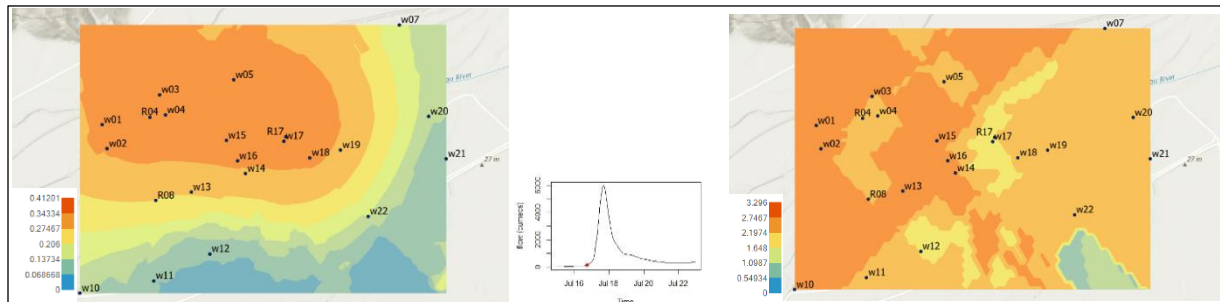 w07
w05
w03
R04
w04
w01
w02
w15
R17
w17
w16
w18
w19
w14
w20
w21
27 m
w13
R08
w22
w12
w11
w10
0.41201
0.34334
0.27467
0.206
0.13734
0.068668
0
flow (cumecs)
6000
4000
2000
0
Jul 16
Jul 18
Jul 20
Jul 22
Time
w07
River
w05
w03
R04
w04
w01
w02
w15
R17
w17
w16
w18
w19
w14
w20
w21
27 m
w13
R08
w22
w12
w11
w10
3.296
2.7467
2.1974
1.648
1.0987
0.54934
0